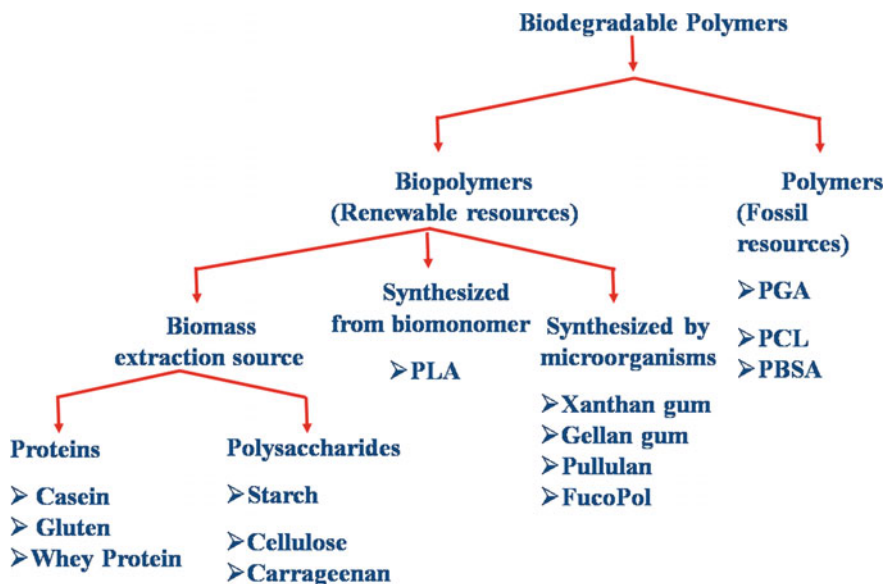 Biodegradable Polymers
Biopolymers
(Renewable resources)
Polymers
(Fossil
resources)
➢PGA
➢PCL
➢PBSA
Biomass
extraction source
Synthesized
from biomonomer
➢PLA
Synthesized by
microorganisms
➢Xanthan gum
➢Gellan gum
➢Pullulan
➢FucoPol
Proteins
➢ Casein
➢ Gluten
➢Whey Protein
Polysaccharides
➢Starch
➢Cellulose
➢Carrageenan